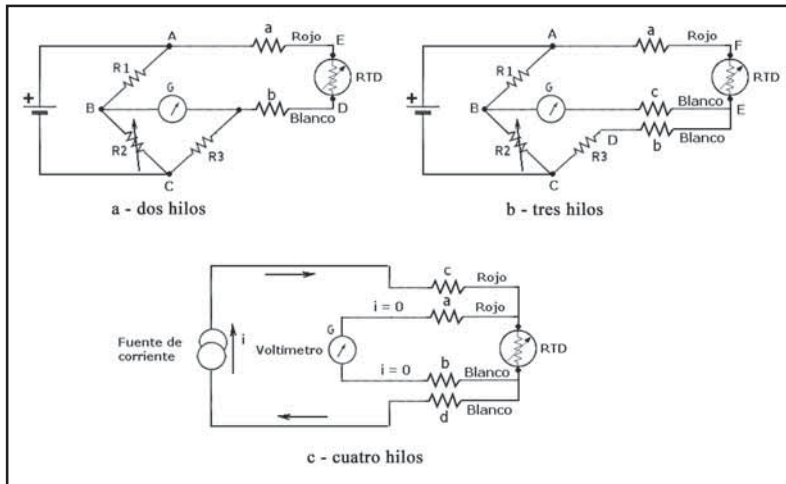 A
a
Rojo
E
R1
RTD
+
B
G
b
D
Blanco
R2
R3
C
a - dos hilos
A
a
Rojo
F
R1
RTD
+
B
G
c
Blanco
E
D
R2
R3
b
Blanco
C
b - tres hilos
c
Rojo
i = 0
a
Rojo
Fuente de
corriente
i
G
Voltímetro
RTD
i = 0
b
Blanco
d
Blanco
c - cuatro hilos